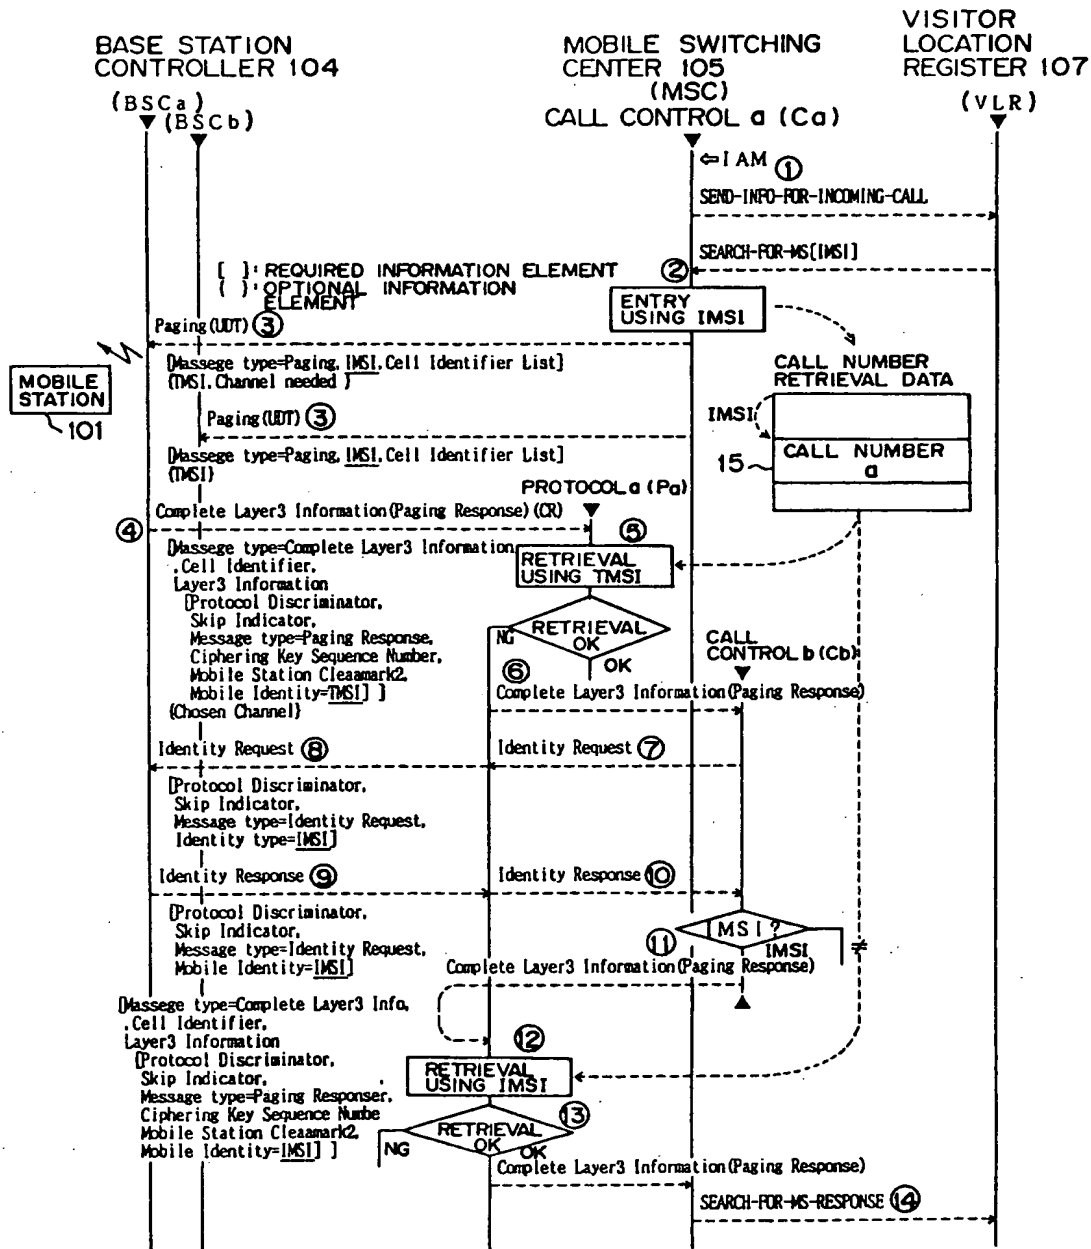 BASE STATION
CONTROLLER 104
(BSCa)
(BSCb)
MOBILE SWITCHING
CENTER 105
(MSC)
CALL CONTROL a (Ca)
VISITOR
LOCATION
REGISTER 107
(VLR)
⇦IAM ①
SEND-INFO-FOR-INCOMING-CALL
SEARCH-FOR-MS[IMSI]
②
[ ]: REQUIRED INFORMATION ELEMENT
{ }: OPTIONAL INFORMATION
ELEMENT
ENTRY
USING IMSI
Paging(UDT) ③
[Massege type=Paging, IMSI, Cell Identifier List]
{TMSI, Channel needed }
MOBILE
STATION
101
CALL NUMBER
RETRIEVAL DATA
IMSI
CALL NUMBER
a
15
Paging(UDT) ③
[Massege type=Paging, IMSI, Cell Identifier List]
{TMSI}
PROTOCOL a (Pa)
④ Complete Layer3 Information(Paging Response)(CR)
⑤
RETRIEVAL
USING TMSI
[Massege type=Complete Layer3 Information
,Cell Identifier,
Layer3 Information
[Protocol Discriminator,
Skip Indicator,
Message type=Paging Response,
Ciphering Key Sequence Number,
Mobile Station Cleaamark2,
Mobile Identity=TMSI] ]
{Chosen Channel}
RETRIEVAL
OK
NG
OK
CALL
CONTROL b (Cb)
⑥
Complete Layer3 Information(Paging Response)
Identity Request ⑧
Identity Request ⑦
[Protocol Discriminator,
Skip Indicator,
Message type=Identity Request,
Identity type=IMSI]
Identity Response ⑨
Identity Response ⑩
[Protocol Discriminator,
Skip Indicator,
Message type=Identity Request,
Mobile Identity=IMSI]
IMSI?
⑪
IMSI
≠
Complete Layer3 Information(Paging Response)
[Massege type=Complete Layer3 Info,
,Cell Identifier,
Layer3 Information
[Protocol Discriminator,
Skip Indicator,
Message type=Paging Responser,
Ciphering Key Sequence Numbe
Mobile Station Cleaamark2,
Mobile Identity=IMSI] ]
⑫
RETRIEVAL
USING IMSI
⑬
RETRIEVAL
OK
NG
OK
Complete Layer3 Information(Paging Response)
SEARCH-FOR-MS-RESPONSE ⑭